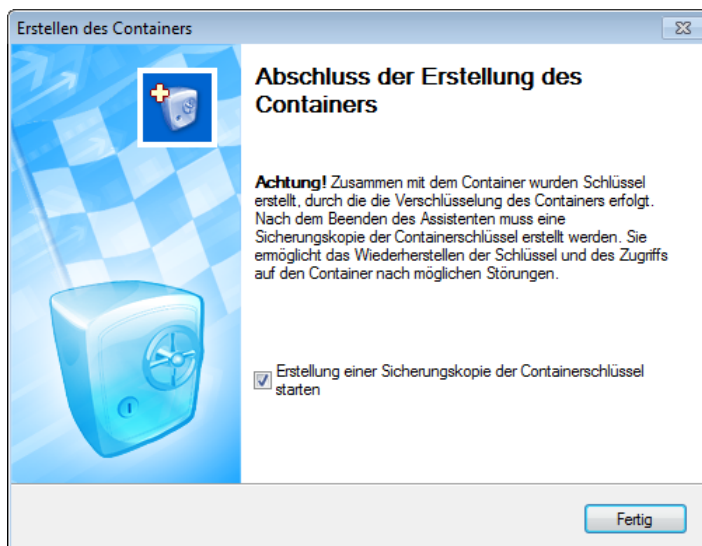 Erstellen des Containers
Abschluss der Erstellung des
Containers
Achtung! Zusammen mit dem Container wurden Schlüssel
erstellt, durch die die Verschlüsselung des Containers erfolgt.
Nach dem Beenden des Assistenten muss eine
Sicherungskopie der Containerschlüssel erstellt werden. Sie
ermöglicht das Wiederherstellen der Schlüssel und des Zugriffs
auf den Container nach möglichen Störungen.
Erstellung einer Sicherungskopie der Containerschlüssel
starten
Fertig